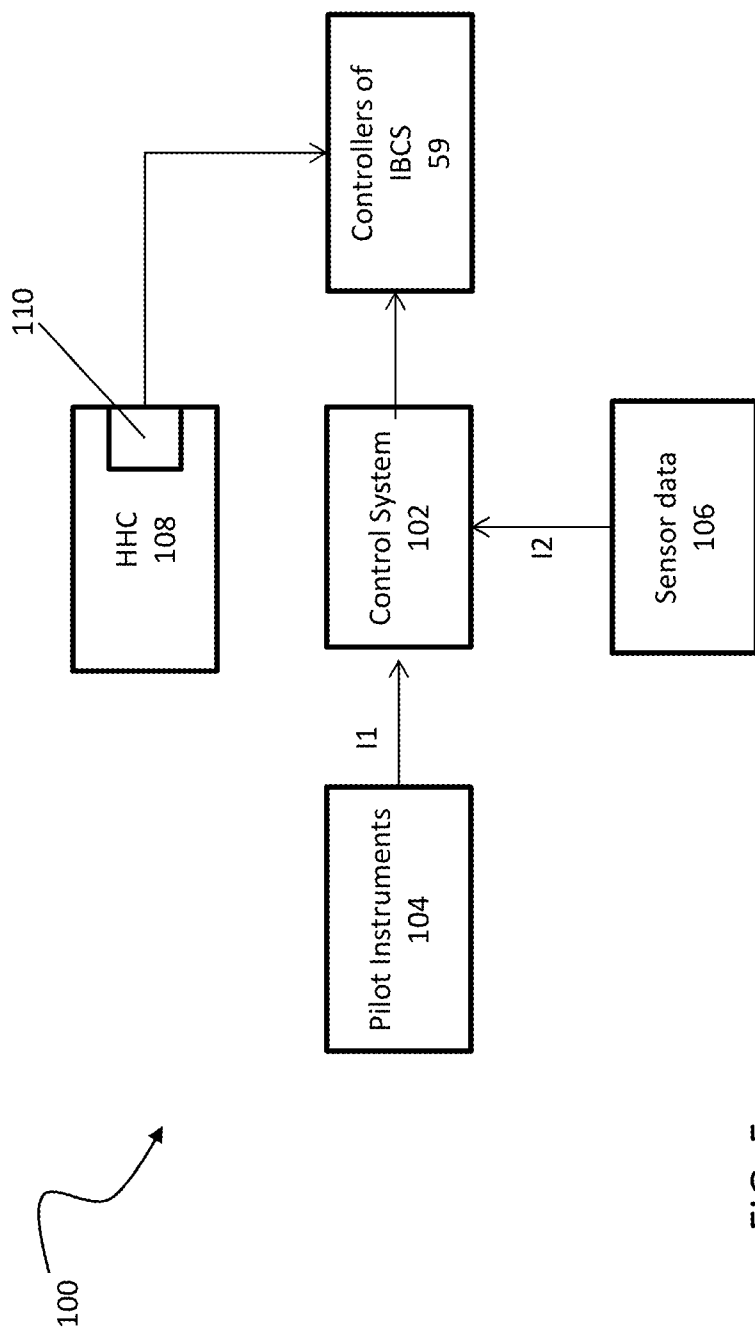 100
110
HHC
108
Pilot Instruments
104
I1
Control System
102
Controllers of
IBCS
59
I2
Sensor data
106
FIG.